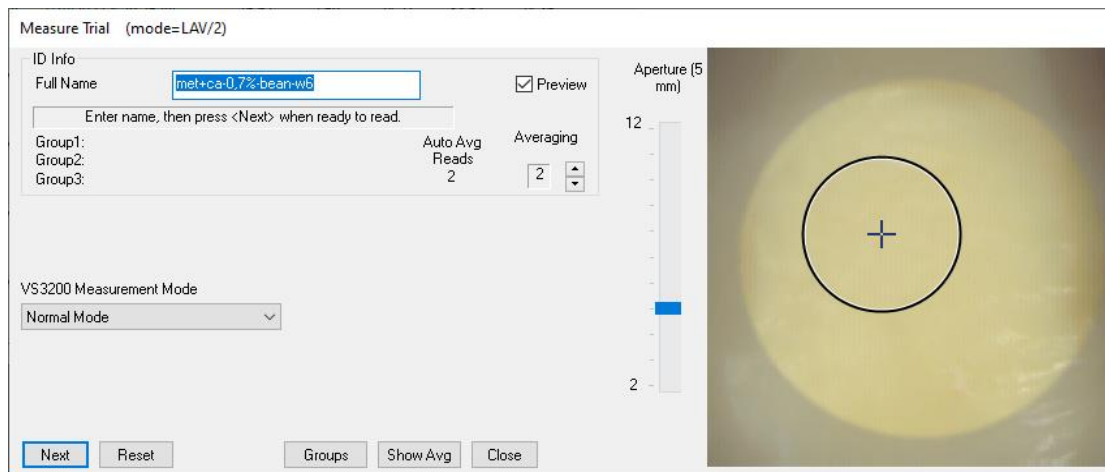 Measure Trial (mode=LAV/2)
ID Info
Full Name
met+ca-0,7%-bean-w6
Preview
Enter name, then press <Next> when ready to read.
Group1:
Group2:
Group3:
Auto Avg
Reads
2
Averaging
2
Aperture (5
mm)
12
2
VS3200 Measurement Mode
Normal Mode
Next
Reset
Groups
Show Avg
Close